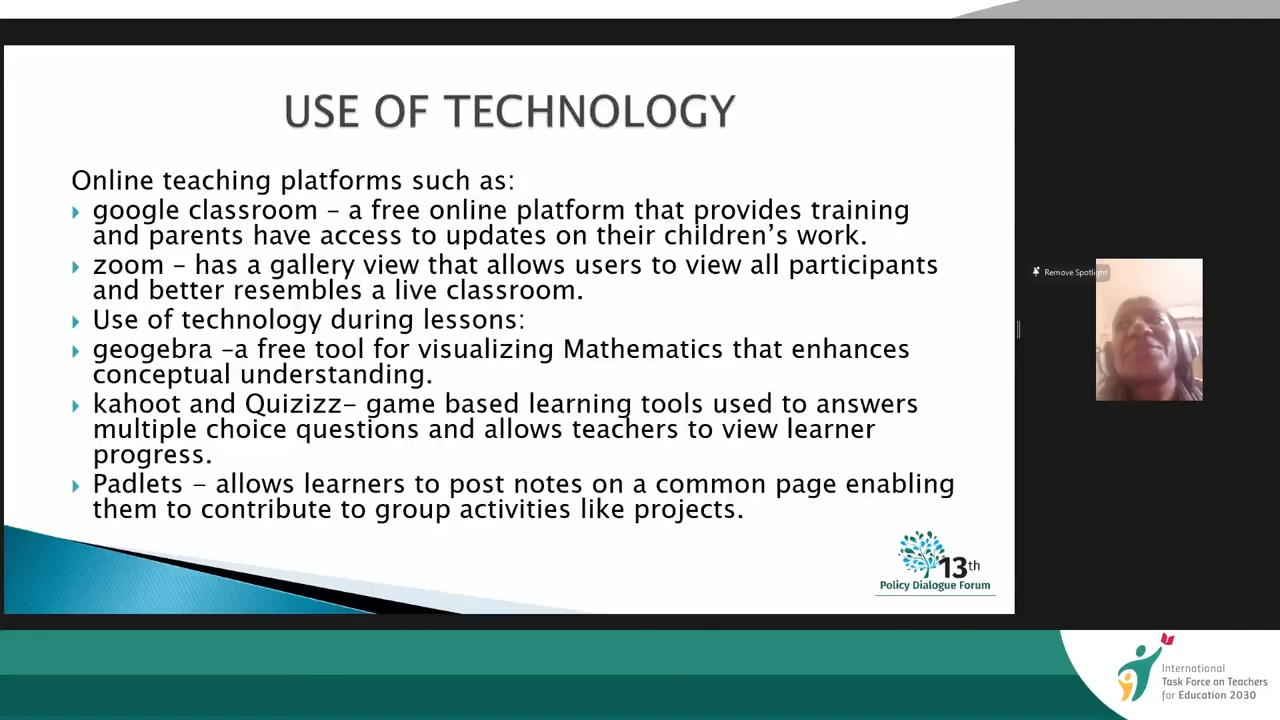 USE OF TECHNOLOGY
Online teaching platforms such as:
google classroom – a free online platform that provides training
and parents have access to updates on their children's work.
zoom – has a gallery view that allows users to view all participants
and better resembles a live classroom.
Use of technology during lessons:
geogebra –a free tool for visualizing Mathematics that enhances
conceptual understanding.
kahoot and Quizizz– game based learning tools used to answers
multiple choice questions and allows teachers to view learner
progress.
Padlets – allows learners to post notes on a common page enabling
them to contribute to group activities like projects.
13th
Policy Dialogue Forum
Remove Spotlight
International
Task Force on Teachers
for Education 2030